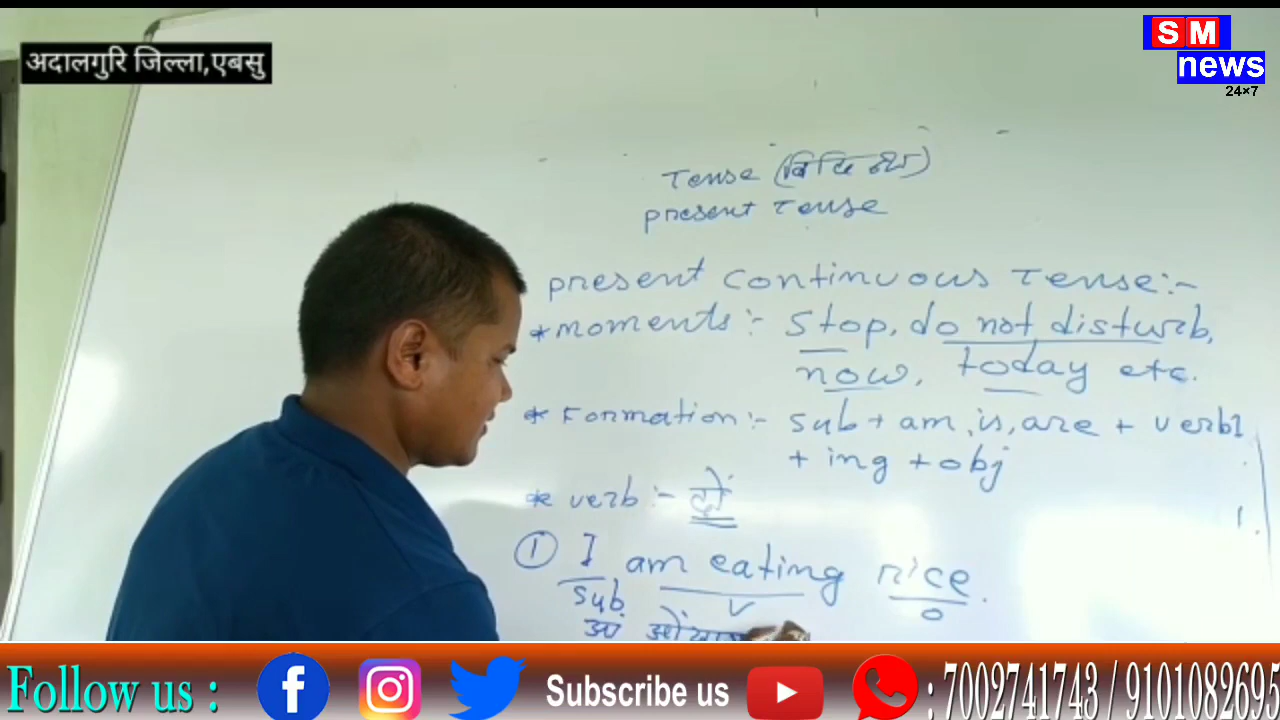 अदालगुरि जिल्ला,एबसु
SM
news
24×7
Tense
present Tense
present continuous Tense:-
*moments:- stop, do not disturb,
now, today etc.
* Formation:- sub + am, is, are + verb1
+ ing + obj
* verb:- दों
① I am eating rice.
sub. v o
आं
Follow us :
Subscribe us
: 7002741743 / 9101082695